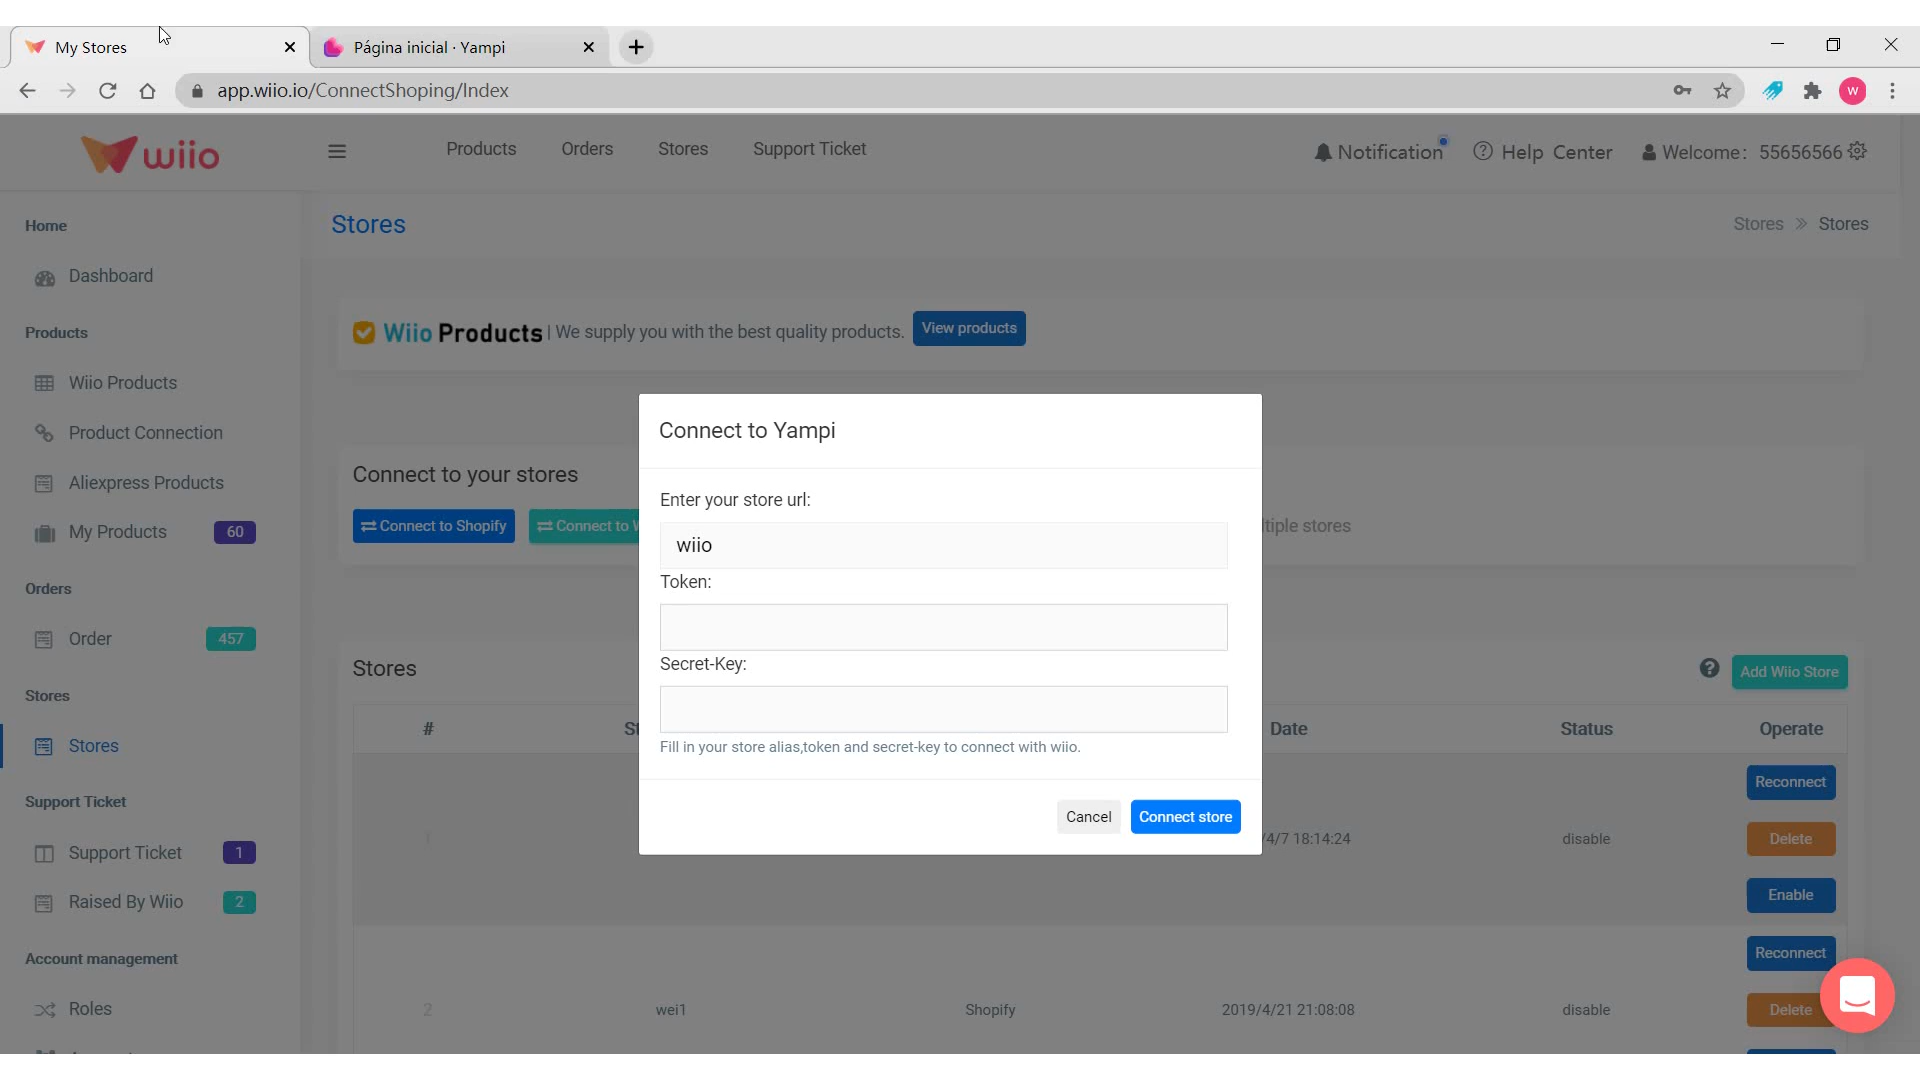 My Stores
Página inicial · Yampi
app.wiio.io/ConnectShoping/Index
W
wiio
Products Orders Stores Support Ticket
Notification Help Center Welcome: 55656566
Home
Dashboard
Products
Wiio Products
Product Connection
Aliexpress Products
My Products 60
Orders
Order 457
Stores
Stores
Support Ticket
Support Ticket 1
Raised By Wiio 2
Account management
Roles
Stores
Stores » Stores
Wiio Products | We supply you with the best quality products. View products
Connect to your stores
Connect to Shopify Connect to W tiple stores
Connect to Yampi
Enter your store url:
wiio
Token:
Secret-Key:
Fill in your store alias,token and secret-key to connect with wiio.
Cancel Connect store
Stores
Add Wiio Store
# St Date Status Operate
1 /4/7 18:14:24 disable
Reconnect
Delete
Enable
2 wei1 Shopify 2019/4/21 21:08:08 disable
Reconnect
Delete